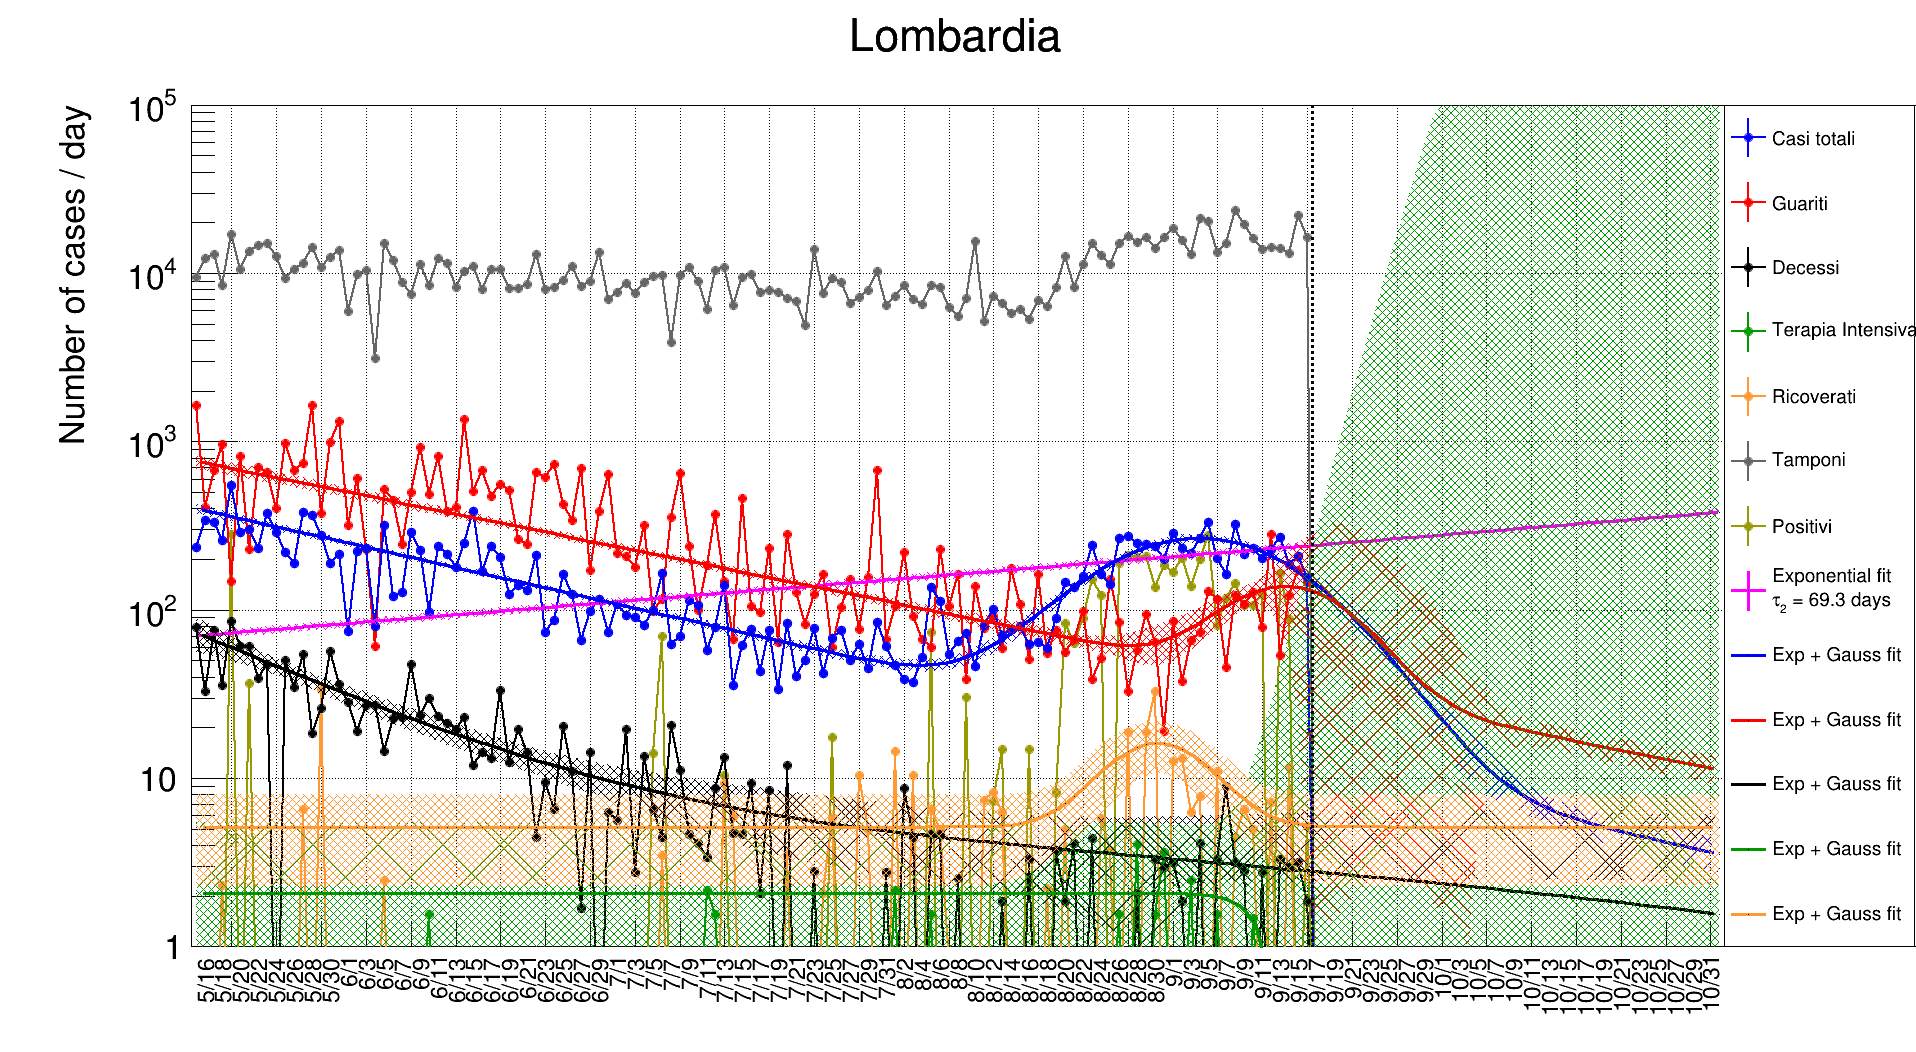 Lombardia
Number of cases / day
10⁵
10⁴
10³
10²
10
1
5/16 5/18 5/20 5/22 5/24 5/26 5/28 5/30 6/1 6/3 6/5 6/7 6/9 6/11 6/13 6/15 6/17 6/19 6/21 6/23 6/25 6/27 6/29 7/1 7/3 7/5 7/7 7/9 7/11 7/13 7/15 7/17 7/19 7/21 7/23 7/25 7/27 7/29 7/31 8/2 8/4 8/6 8/8 8/10 8/12 8/14 8/16 8/18 8/20 8/22 8/24 8/26 8/28 8/30 9/1 9/3 9/5 9/7 9/9 9/11 9/13 9/15 9/17 9/19 9/21 9/23 9/25 9/27 9/29 10/1 10/3 10/5 10/7 10/9 10/11 10/13 10/15 10/17 10/19 10/21 10/23 10/25 10/27 10/29 10/31
Casi totali
Guariti
Decessi
Terapia Intensiva
Ricoverati
Tamponi
Positivi
Exponential fit
τ₂ = 69.3 days
Exp + Gauss fit
Exp + Gauss fit
Exp + Gauss fit
Exp + Gauss fit
Exp + Gauss fit